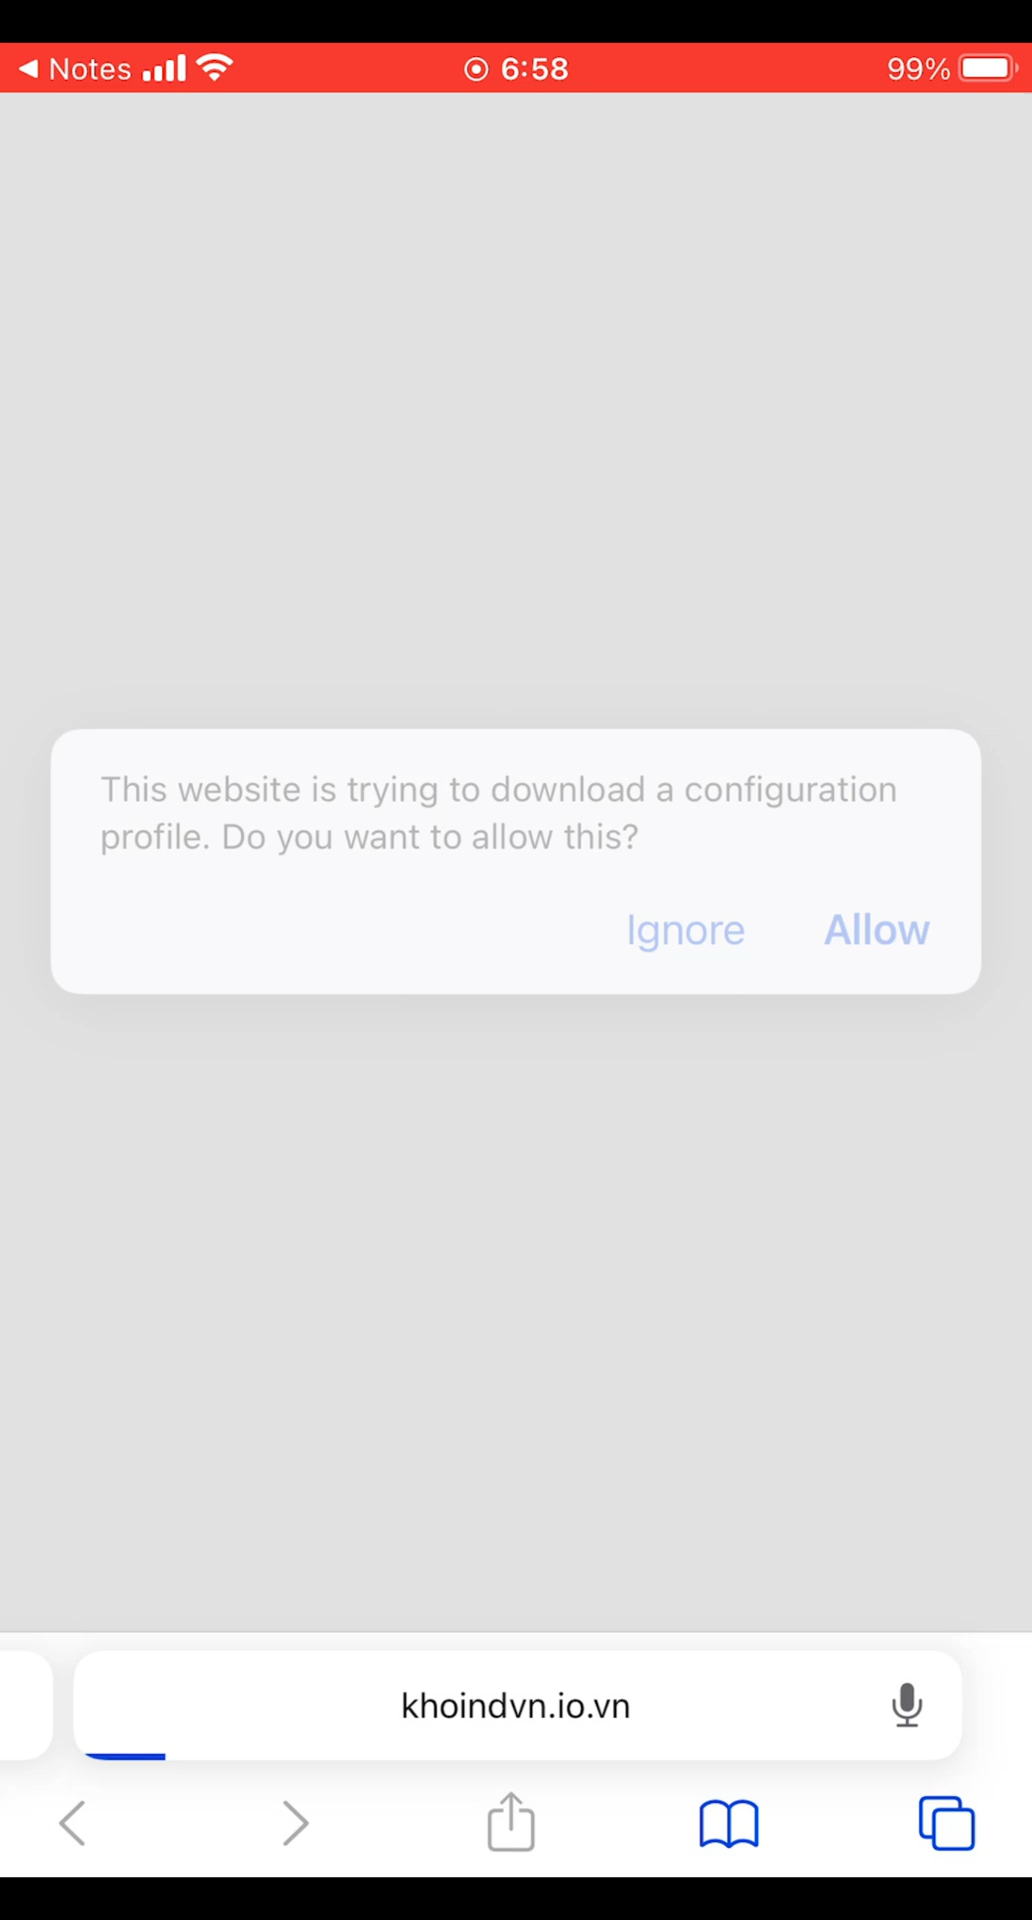 Notes 6:58 99%
This website is trying to download a configuration
profile. Do you want to allow this?
Ignore Allow
khoindvn.io.vn